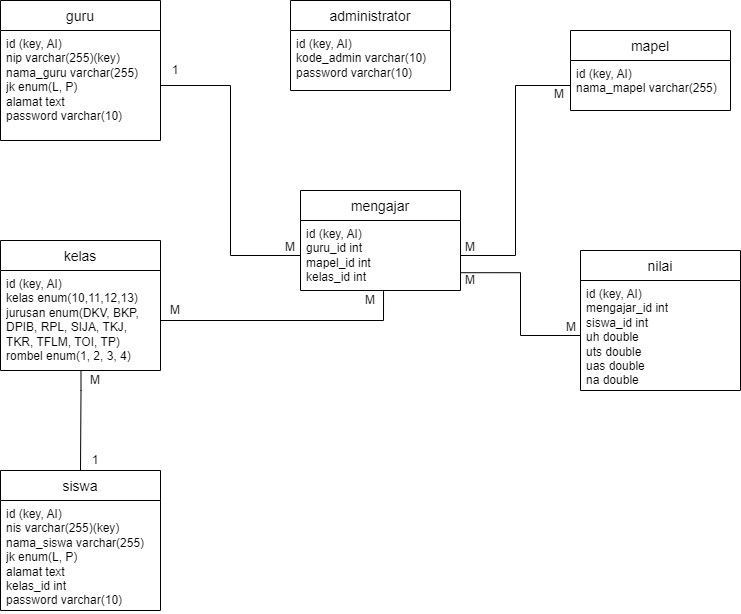 guru
id (key, AI)
nip varchar(255)(key)
nama_guru varchar(255)
jk enum(L, P)
alamat text
password varchar(10)
administrator
id (key, AI)
kode_admin varchar(10)
password varchar(10)
mapel
id (key, AI)
nama_mapel varchar(255)
1
M
mengajar
id (key, AI)
guru_id int
mapel_id int
kelas_id int
M
M
M
M
kelas
id (key, AI)
kelas enum(10,11,12,13)
jurusan enum(DKV, BKP,
DPIB, RPL, SIJA, TKJ,
TKR, TFLM, TOI, TP)
rombel enum(1, 2, 3, 4)
M
nilai
id (key, AI)
mengajar_id int
siswa_id int
uh double
uts double
uas double
na double
M
M
1
siswa
id (key, AI)
nis varchar(255)(key)
nama_siswa varchar(255)
jk enum(L, P)
alamat text
kelas_id int
password varchar(10)